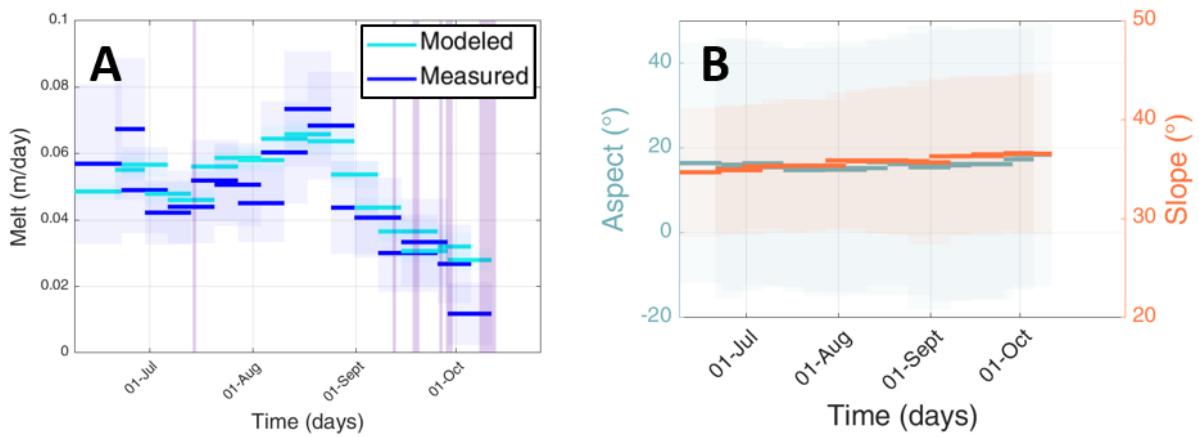 A
Modeled
Measured
0.1
0.08
0.06
0.04
0.02
0
Melt (m/day)
01-Jul
01-Aug
01-Sept
01-Oct
Time (days)
B
40
20
0
-20
Aspect (°)
50
40
30
20
Slope (°)
01-Jul
01-Aug
01-Sept
01-Oct
Time (days)